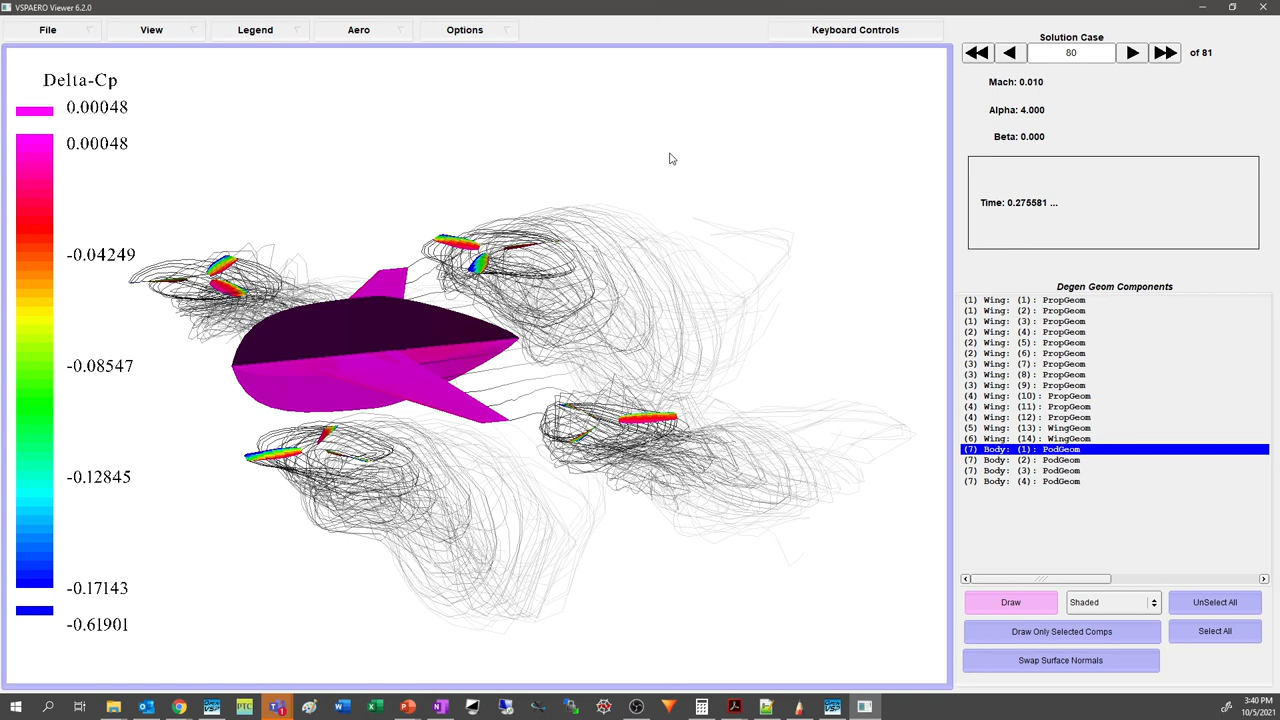 VSPAERO Viewer 6.2.0
File View Legend Aero Options Keyboard Controls
Delta-Cp
0.00048
0.00048
-0.04249
-0.08547
-0.12845
-0.17143
-0.61901
Solution Case
80 of 81
Mach: 0.010
Alpha: 4.000
Beta: 0.000
Time: 0.275581 ...
Degen Geom Components
(1) Wing: (1): PropGeom
(1) Wing: (2): PropGeom
(1) Wing: (3): PropGeom
(2) Wing: (4): PropGeom
(2) Wing: (5): PropGeom
(2) Wing: (6): PropGeom
(3) Wing: (7): PropGeom
(3) Wing: (8): PropGeom
(3) Wing: (9): PropGeom
(4) Wing: (10): PropGeom
(4) Wing: (11): PropGeom
(4) Wing: (12): PropGeom
(5) Wing: (13): WingGeom
(6) Wing: (14): WingGeom
(7) Body: (1): PodGeom
(7) Body: (2): PodGeom
(7) Body: (3): PodGeom
(7) Body: (4): PodGeom
Draw Shaded UnSelect All
Draw Only Selected Comps Select All
Swap Surface Normals
PTC
3:40 PM
10/5/2021